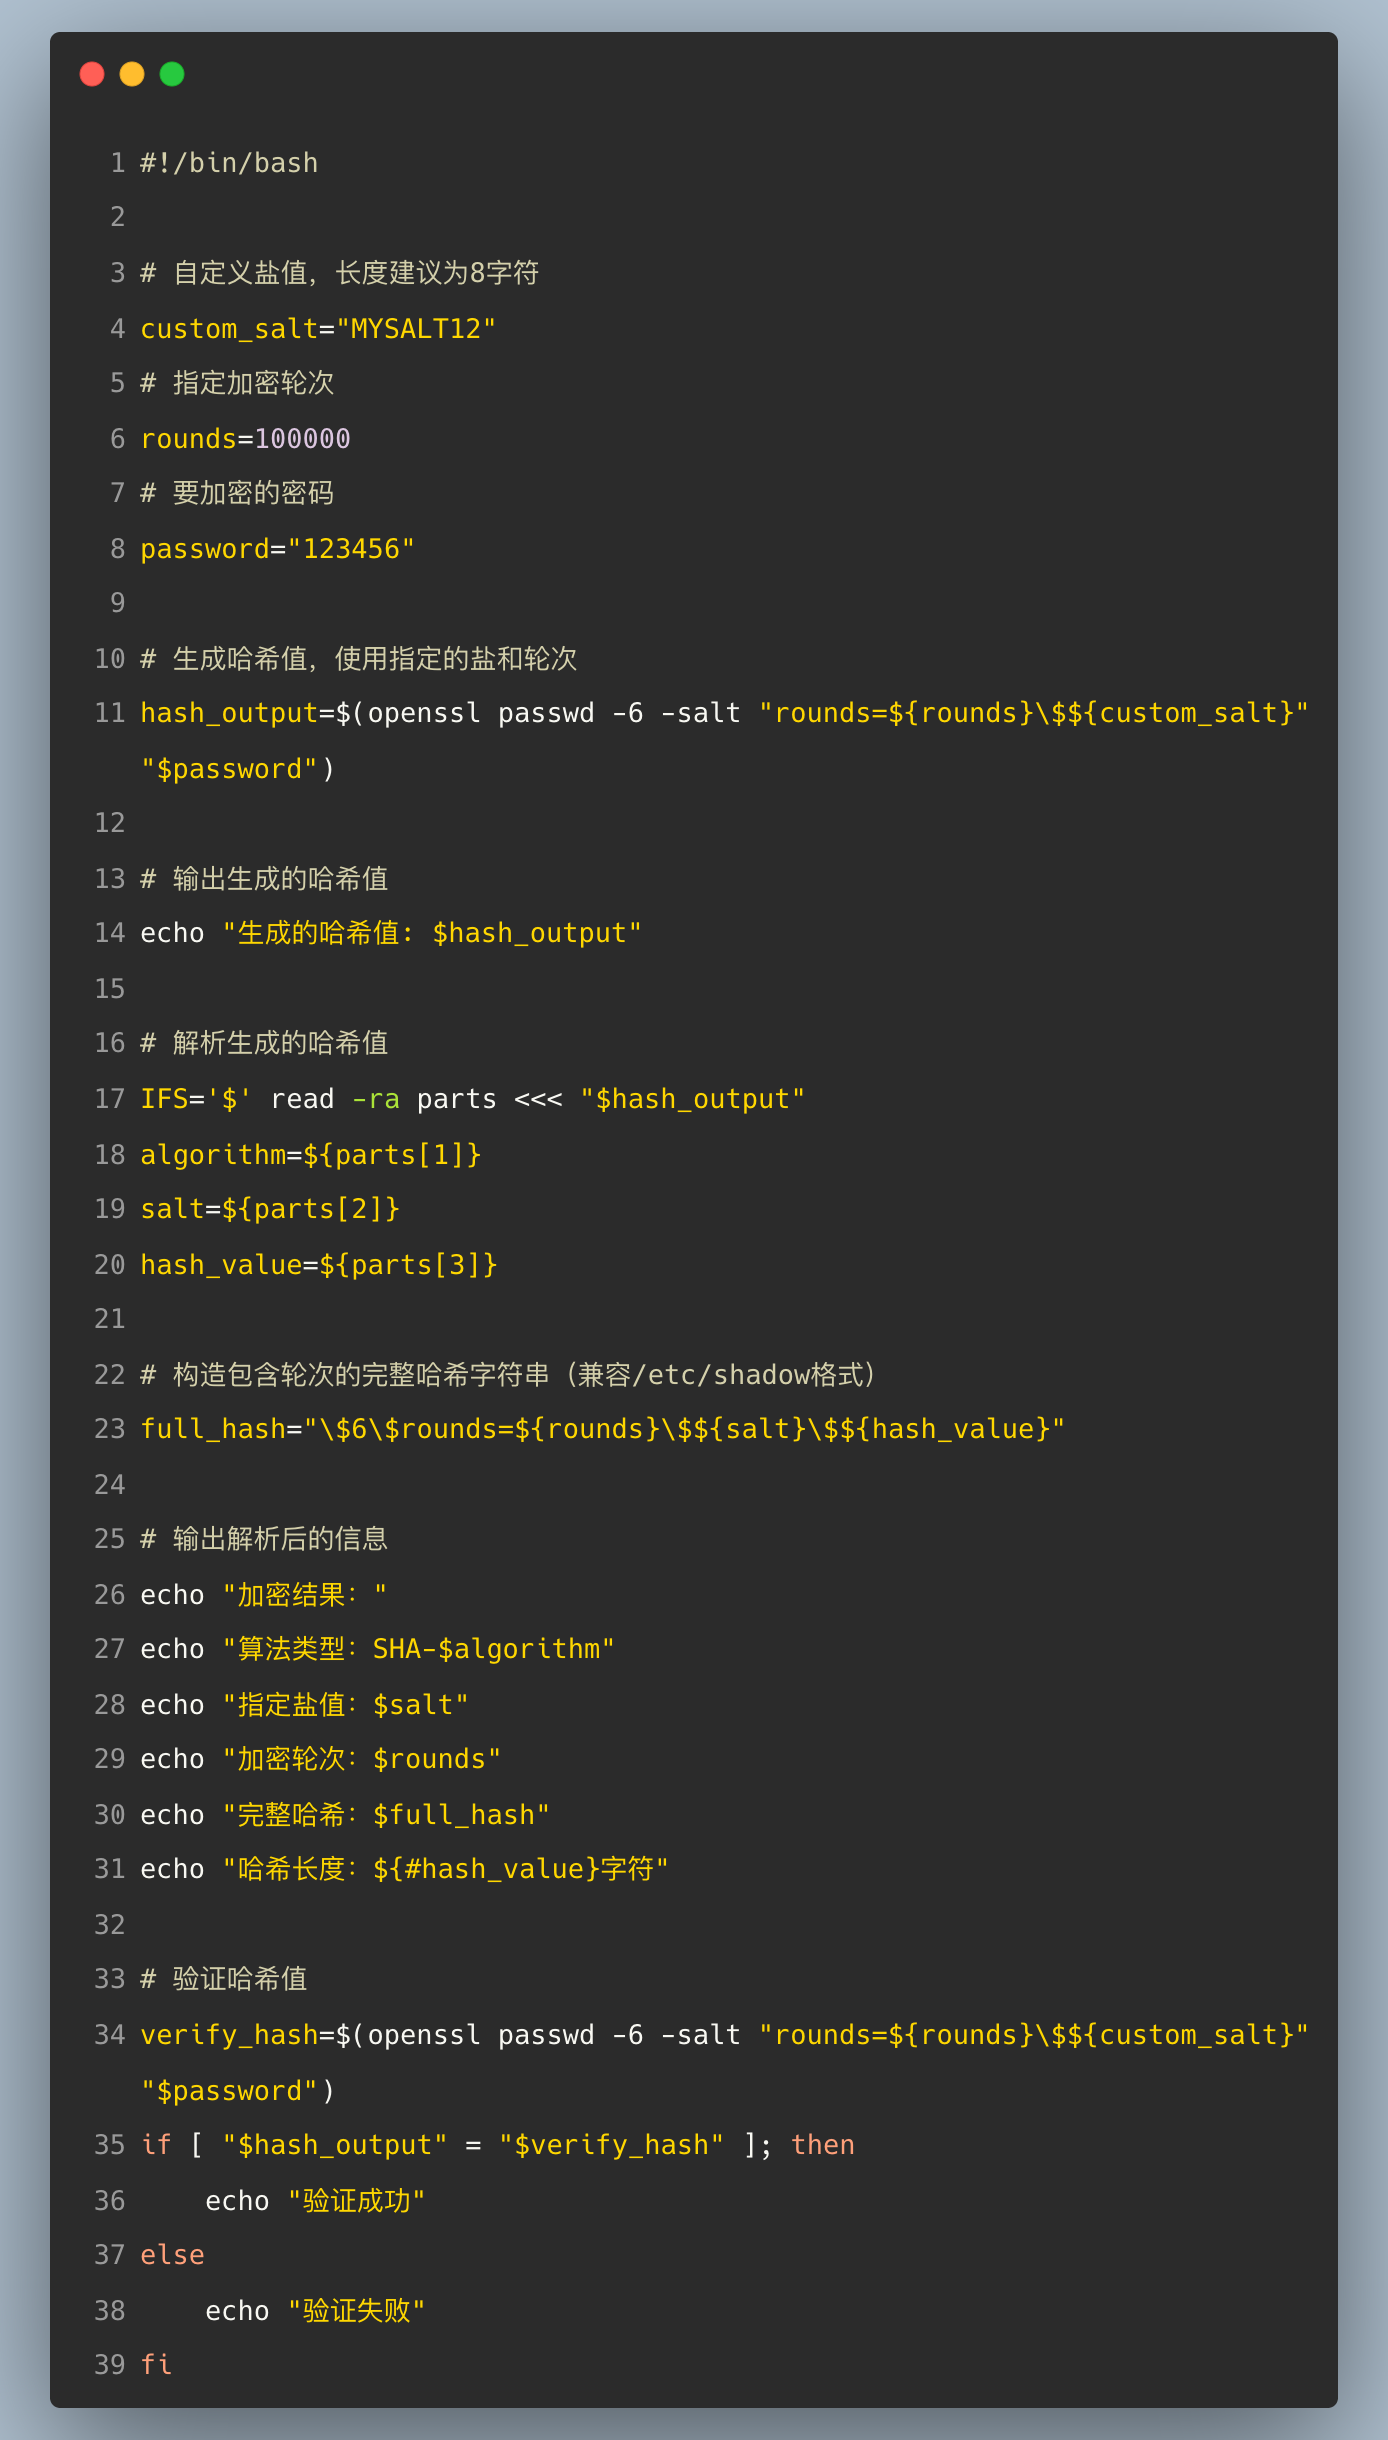 1 #!/bin/bash
2
3 # 自定义盐值，长度建议为8字符
4 custom_salt="MYSALT12"
5 # 指定加密轮次
6 rounds=100000
7 # 要加密的密码
8 password="123456"
9
10 # 生成哈希值，使用指定的盐和轮次
11 hash_output=$(openssl passwd -6 -salt "rounds=${rounds}\$${custom_salt}"
"$password")
12
13 # 输出生成的哈希值
14 echo "生成的哈希值: $hash_output"
15
16 # 解析生成的哈希值
17 IFS='$' read -ra parts <<< "$hash_output"
18 algorithm=${parts[1]}
19 salt=${parts[2]}
20 hash_value=${parts[3]}
21
22 # 构造包含轮次的完整哈希字符串（兼容/etc/shadow格式）
23 full_hash="\$6\$rounds=${rounds}\$${salt}\$${hash_value}"
24
25 # 输出解析后的信息
26 echo "加密结果："
27 echo "算法类型：SHA-$algorithm"
28 echo "指定盐值：$salt"
29 echo "加密轮次：$rounds"
30 echo "完整哈希：$full_hash"
31 echo "哈希长度：${#hash_value}字符"
32
33 # 验证哈希值
34 verify_hash=$(openssl passwd -6 -salt "rounds=${rounds}\$${custom_salt}"
"$password")
35 if [ "$hash_output" = "$verify_hash" ]; then
36     echo "验证成功"
37 else
38     echo "验证失败"
39 fi